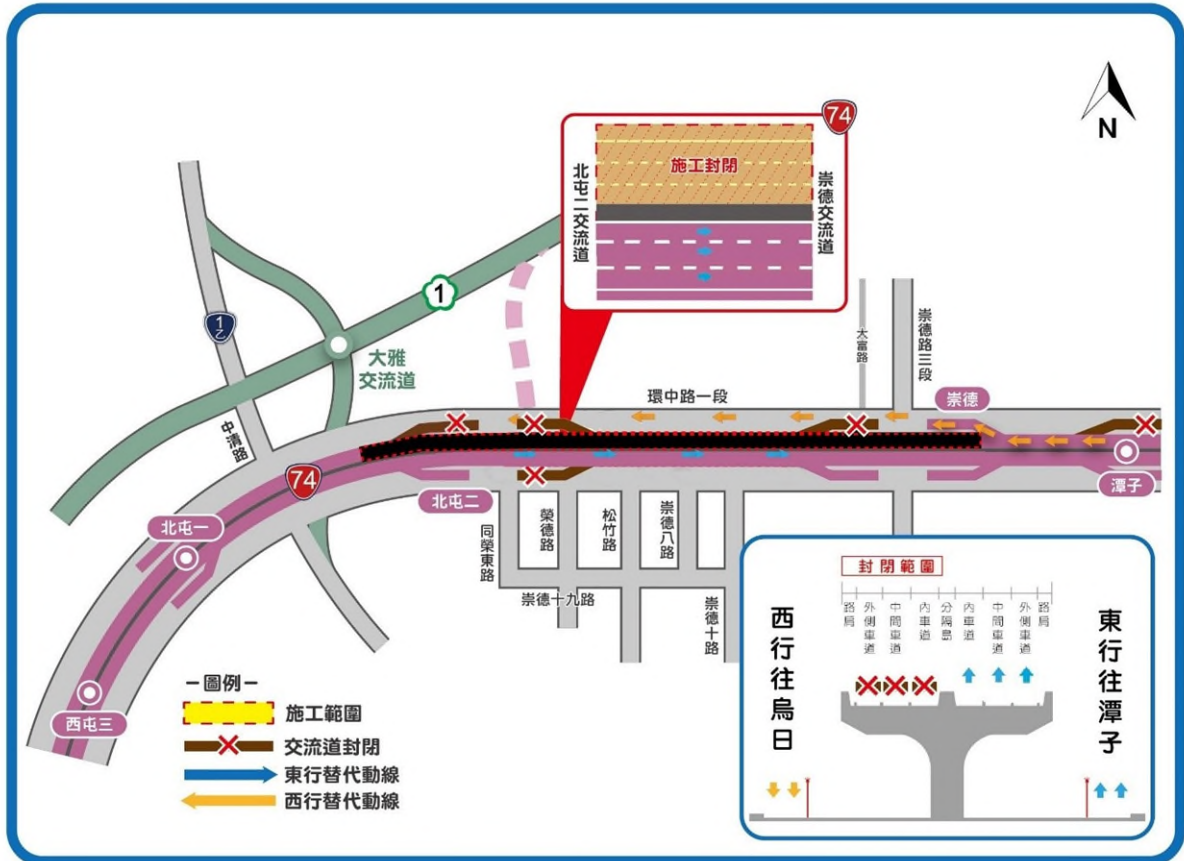 N
74
施工封閉
北屯二交流道
崇德交流道
1
1乙
大雅
交流道
中清路
環中路一段
大富路
崇德路三段
崇德
潭子
74
北屯一
北屯二
西屯三
同榮東路
榮德路
松竹路
崇德八路
崇德十九路
崇德十路
－圖例－
施工範圍
交流道封閉
東行替代動線
西行替代動線
封閉範圍
路肩
外側車道
中間車道
內車道
分隔島
內車道
中間車道
外側車道
路肩
西行往烏日
東行往潭子